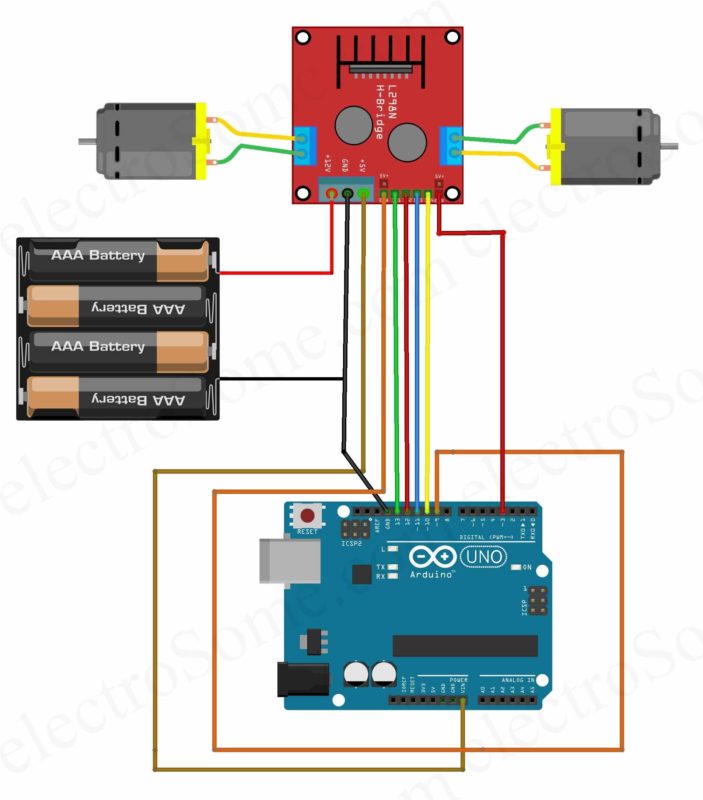 L298N
H-Bridge
+12V
GND
+5V
5V+
5V+
AAA Battery
AAA Battery
AAA Battery
AAA Battery
RESET
ICSP2
AREF
GND
13
12
~11
~10
~9
8
7
~6
~5
4
~3
2
TX▶1
RX◀0
DIGITAL (PWM=~)
L
TX
RX
UNO
Arduino™
ON
ICSP
1
POWER
ANALOG IN
IOREF
RESET
3V3
5V
GND
GND
VIN
A0
A1
A2
A3
A4
A5
electroSome.com